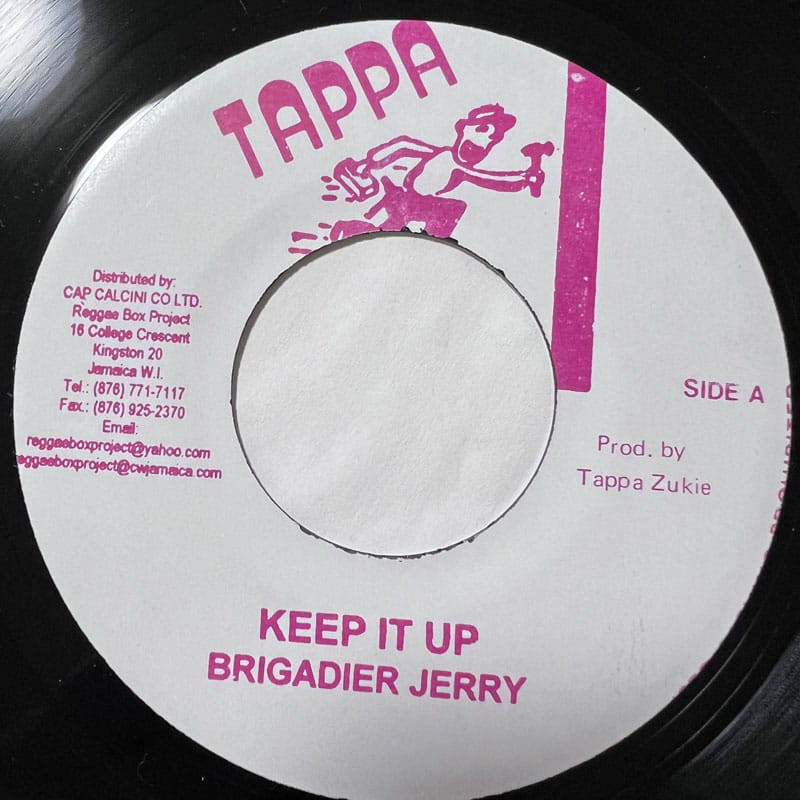 TAPPA
Distributed by:
CAP CALCINI CO LTD.
Reggae Box Project
16 College Crescent
Kingston 20
Jamaica W.I.
Tel.: (876) 771-7117
Fax.: (876) 925-2370
Email:
reggaeboxproject@yahoo.com
eggaeboxproject@cwjamaica.com
SIDE A
Prod. by
Tappa Zukie
KEEP IT UP
BRIGADIER JERRY